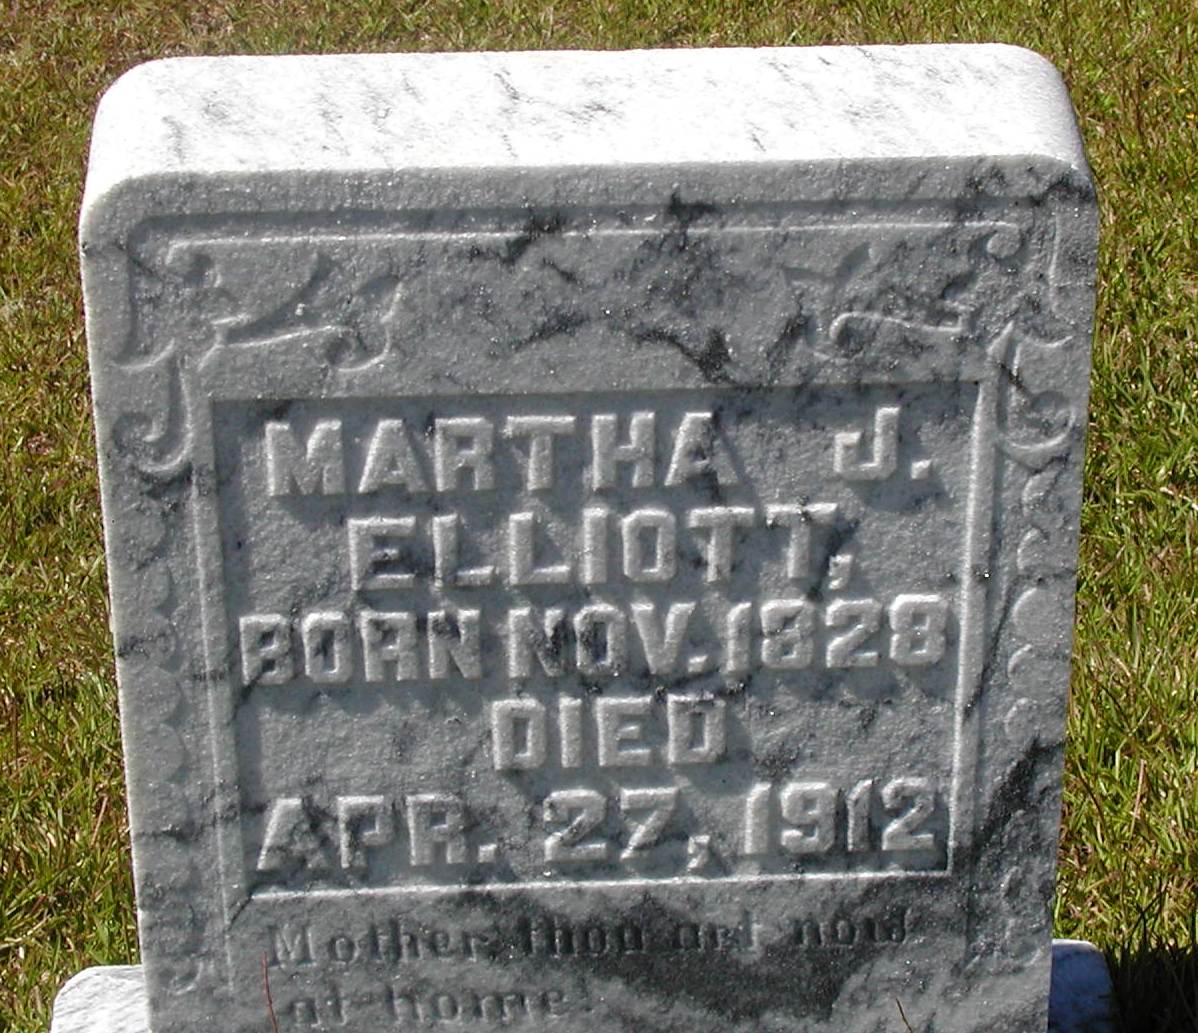 MARTHA J.
ELLIOTT,
BORN NOV. 1828
DIED
APR. 27, 1912
Mother thou art now
at home.